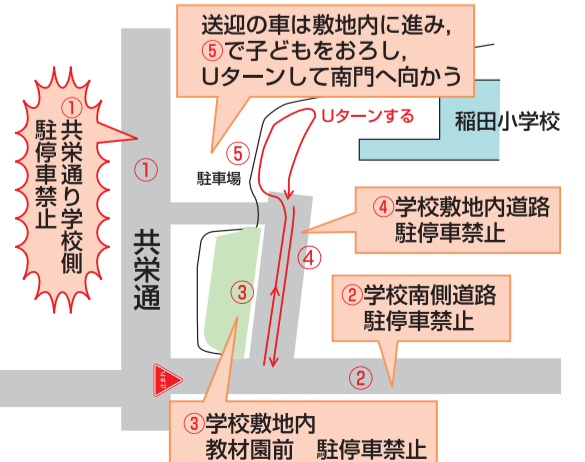 送迎の車は敷地内に進み，
⑤で子どもをおろし，
Uターンして南門へ向かう
①共栄通り学校側
駐停車禁止
①
Uターンする
稲田小学校
⑤
駐車場
④学校敷地内道路
駐停車禁止
共栄通
③
④
②学校南側道路
駐停車禁止
止まれ
②
③学校敷地内
教材園前　駐停車禁止